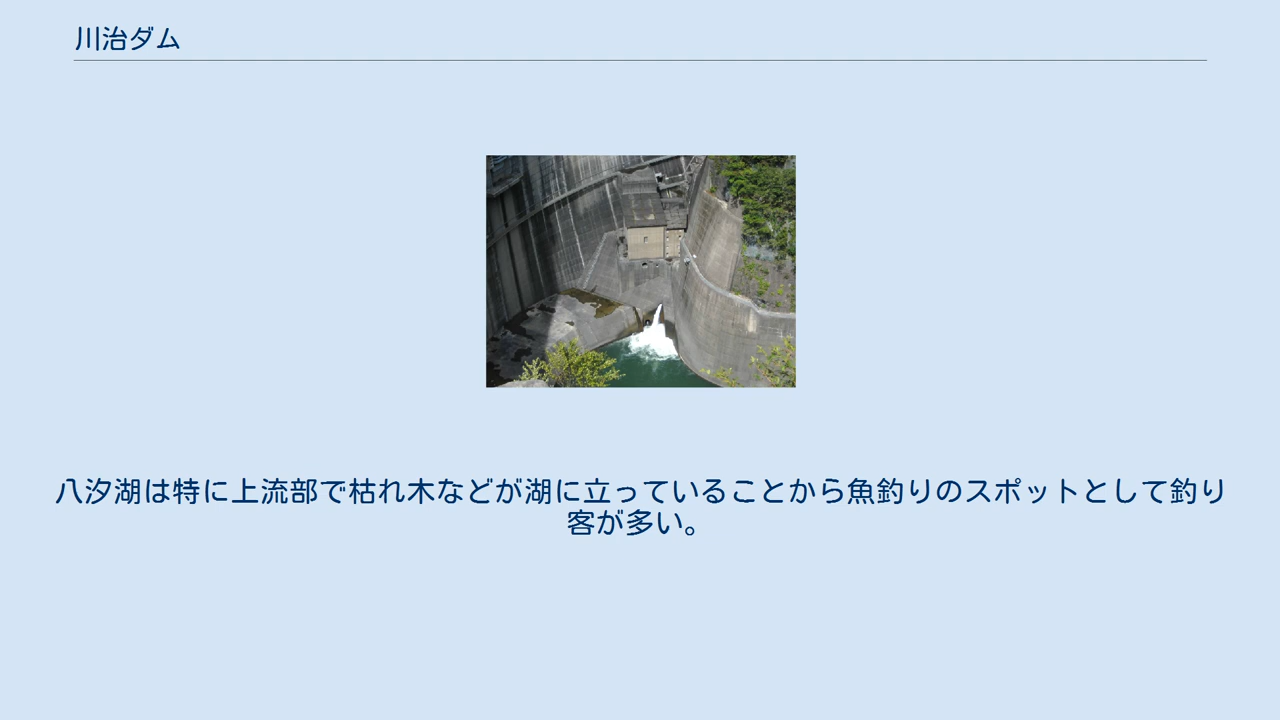 川治ダム
八汐湖は特に上流部で枯れ木などが湖に立っていることから魚釣りのスポットとして釣り
客が多い。